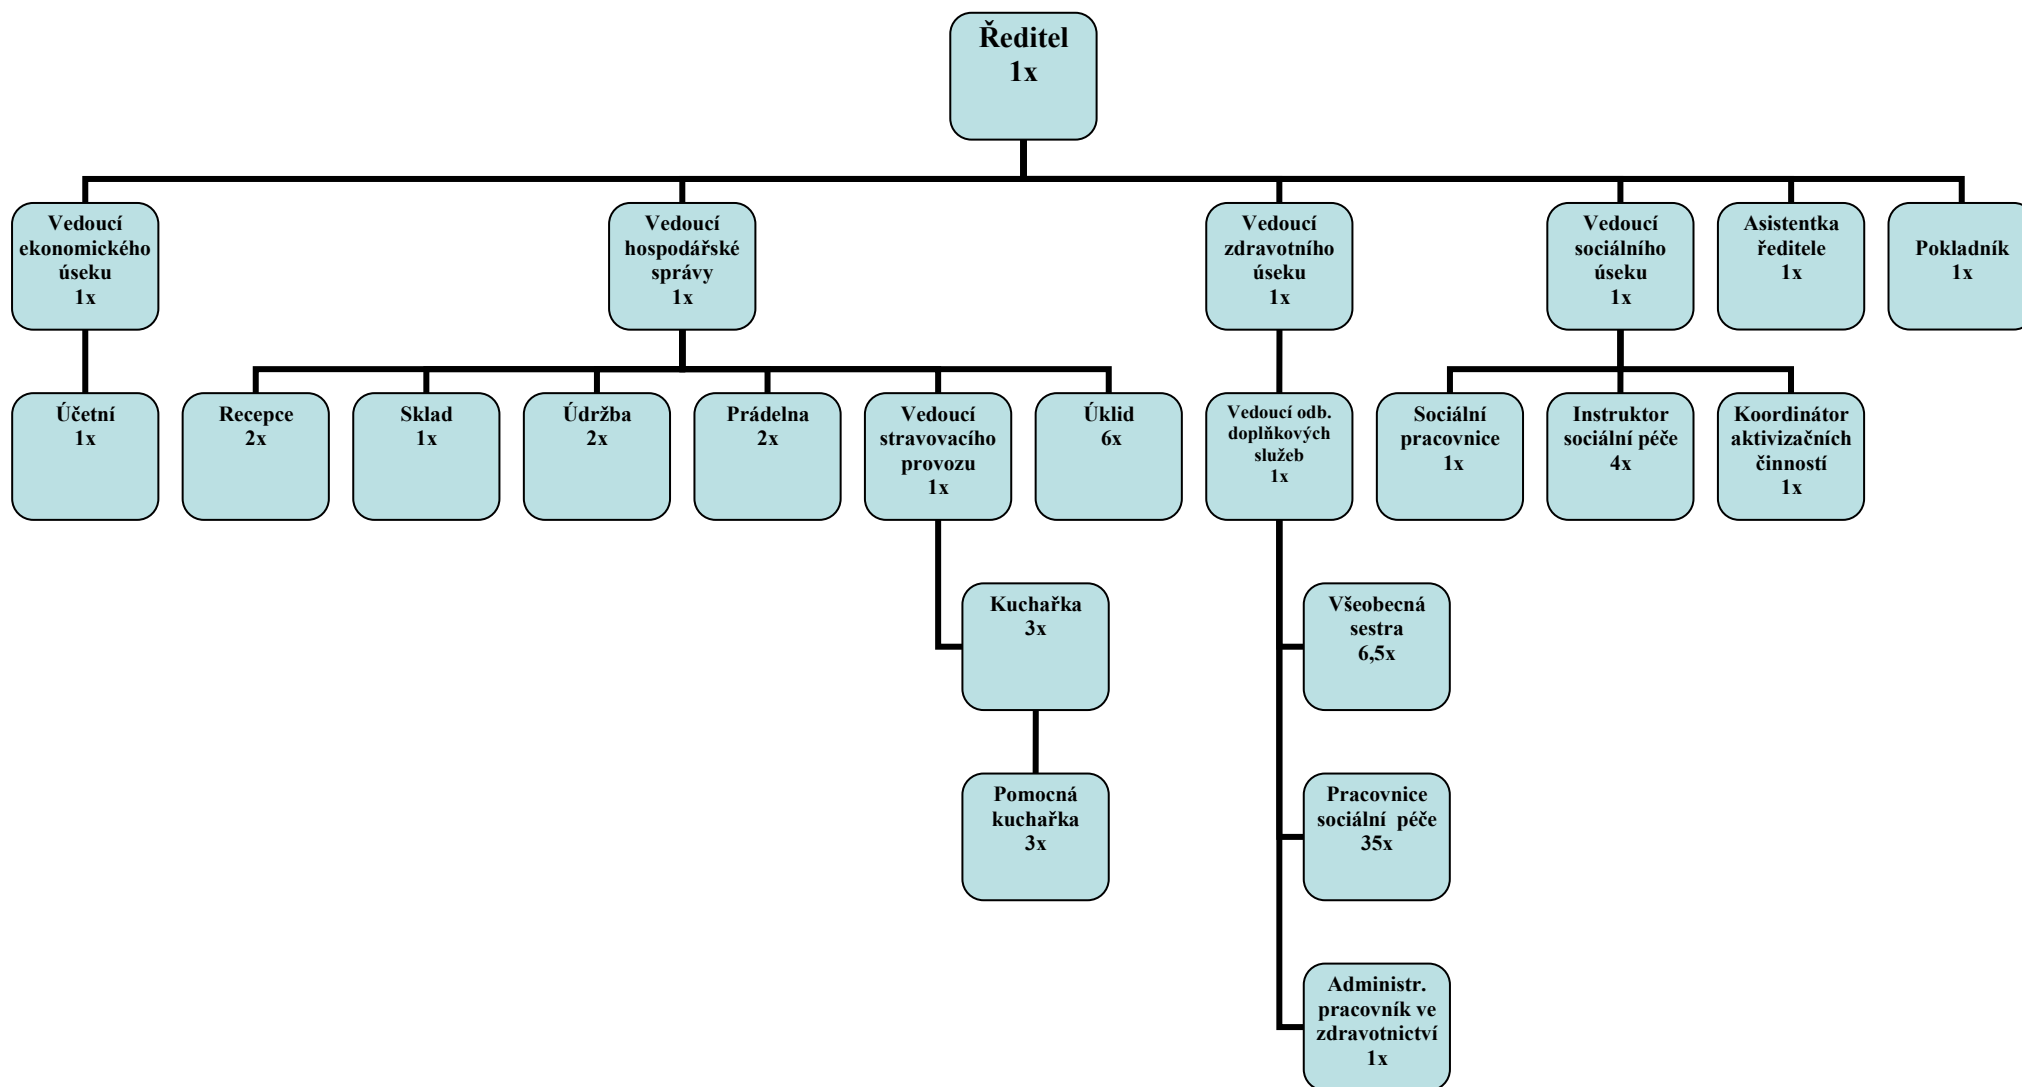 Ředitel
1x
Vedoucí
ekonomického
úseku
1x
Vedoucí
hospodářské
správy
1x
Vedoucí
zdravotního
úseku
1x
Vedoucí
sociálního
úseku
1x
Asistentka
ředitele
1x
Pokladník
1x
Účetní
1x
Recepce
2x
Sklad
1x
Údržba
2x
Prádelna
2x
Vedoucí
stravovacího
provozu
1x
Úklid
6x
Vedoucí odb.
doplňkových
služeb
1x
Sociální
pracovnice
1x
Instruktor
sociální péče
4x
Koordinátor
aktivizačních
činností
1x
Kuchařka
3x
Všeobecná
sestra
6,5x
Pomocná
kuchařka
3x
Pracovnice
sociální péče
35x
Administr.
pracovník ve
zdravotnictví
1x